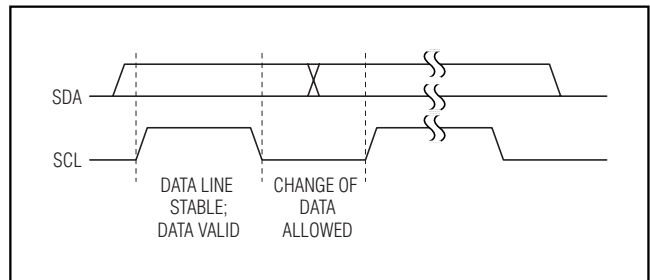 SDA
SCL
DATA LINE
STABLE;
DATA VALID
CHANGE OF
DATA
ALLOWED